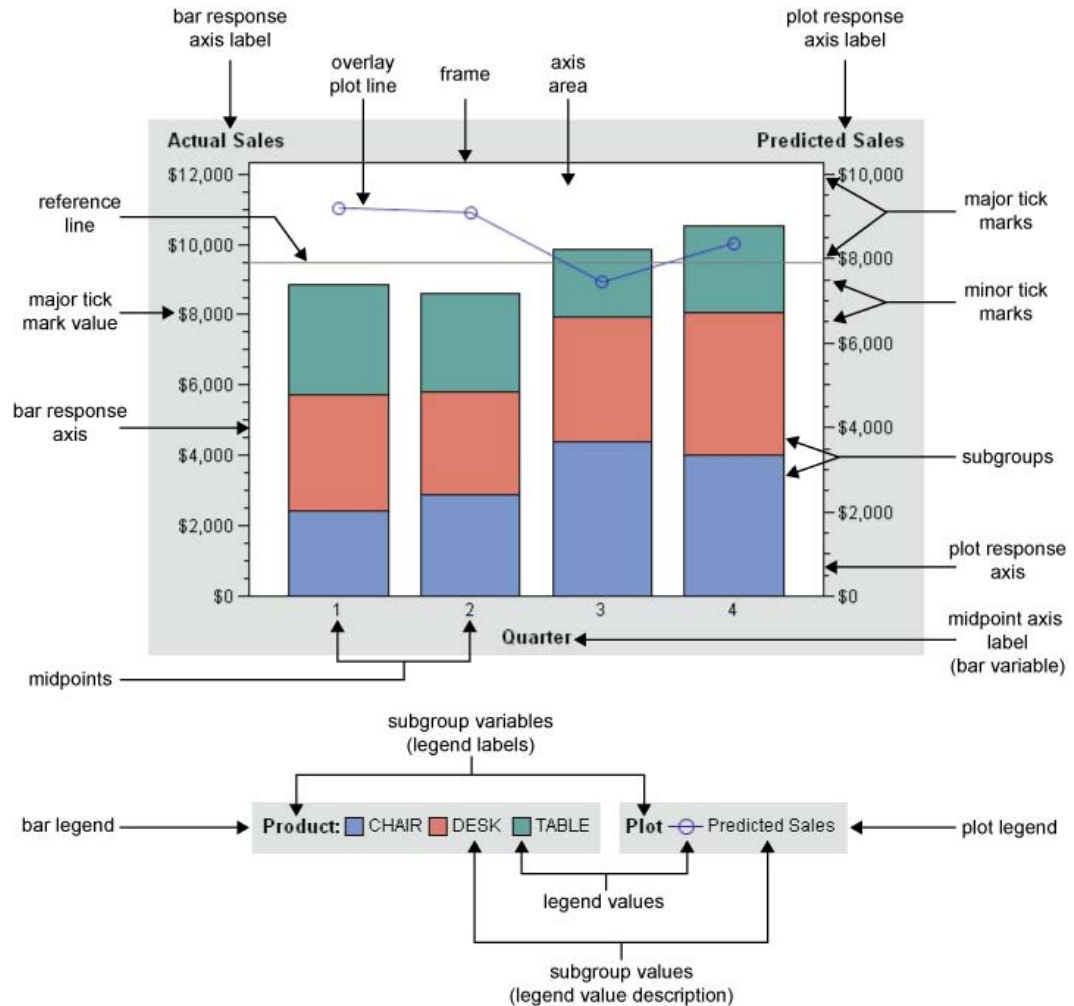 bar response
axis label
plot response
axis label
overlay
plot line
frame
axis
area
Actual Sales
Predicted Sales
$12,000
$10,000
reference
line
major tick
marks
$10,000
$8,000
major tick
mark value
$8,000
minor tick
marks
$6,000
$6,000
bar response
axis
$4,000
$4,000
subgroups
$2,000
$2,000
plot response
axis
$0
$0
1 2 3 4
Quarter
midpoint axis
label
(bar variable)
midpoints
subgroup variables
(legend labels)
bar legend
Product: CHAIR DESK TABLE
Plot Predicted Sales
plot legend
legend values
subgroup values
(legend value description)